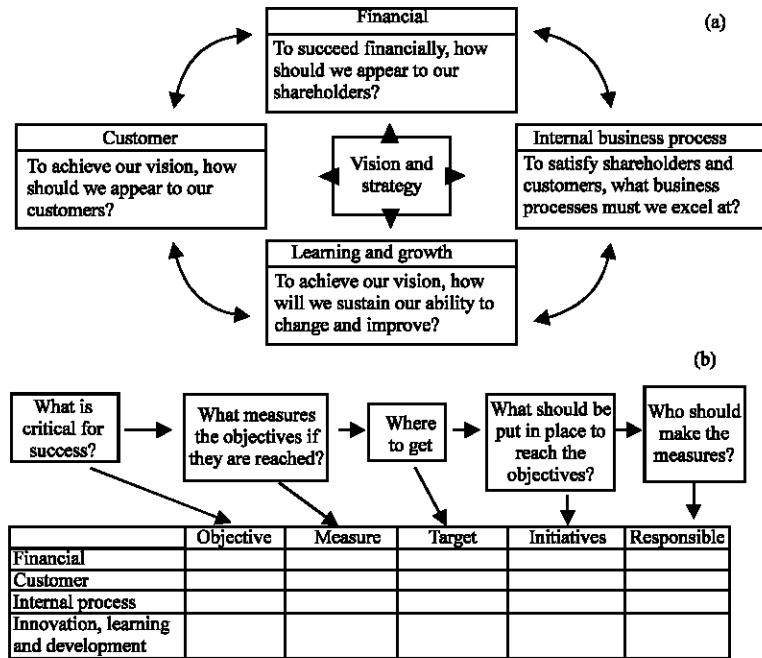 Financial
(a)
To succeed financially, how
should we appear to our
shareholders?
Customer
To achieve our vision, how
should we appear to our
customers?
Vision and
strategy
Internal business process
To satisfy shareholders and
customers, what business
processes must we excel at?
Learning and growth
To achieve our vision, how
will we sustain our ability to
change and improve?
(b)
What is
critical for
success?
What measures
the objectives if
they are reached?
Where
to get
What should be
put in place to
reach the
objectives?
Who should
make the
measures?
Objective Measure Target Initiatives Responsible
Financial
Customer
Internal process
Innovation, learning
and development